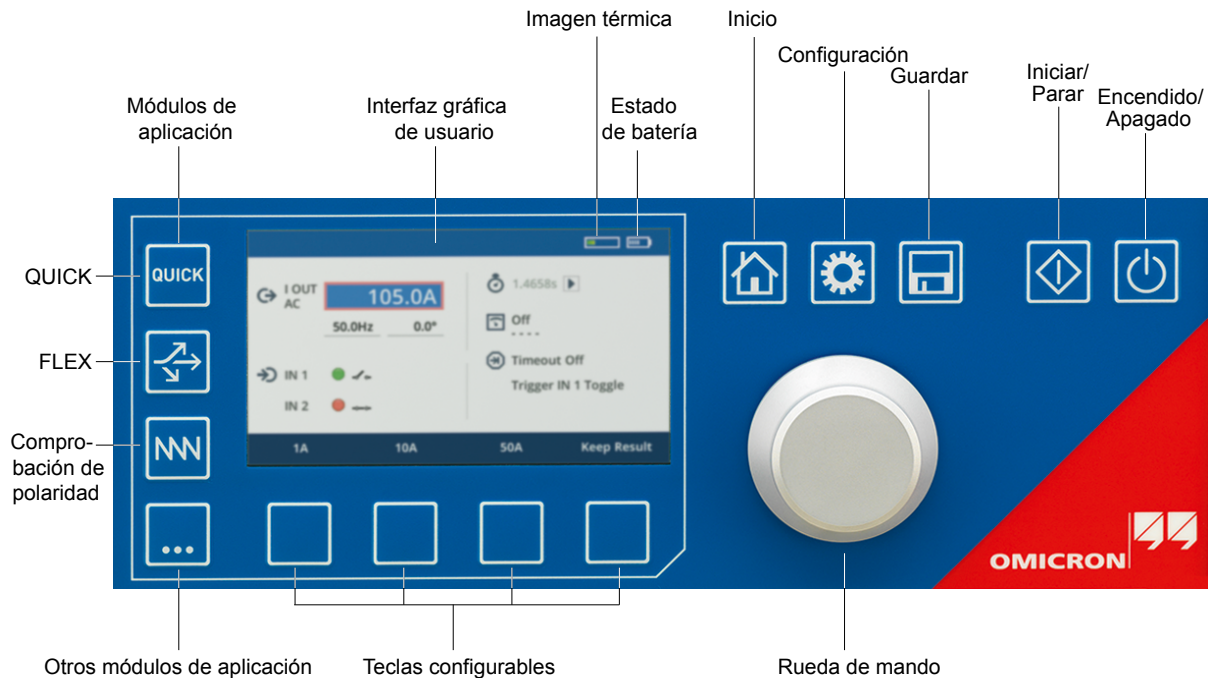 Imagen térmica
Inicio
Configuración
Guardar
Iniciar/
Parar
Encendido/
Apagado
Módulos de
aplicación
Interfaz gráfica
de usuario
Estado
de batería
QUICK
QUICK
I OUT
AC
105.0A
1.4658s
50.0Hz
0.0°
Off
FLEX
IN 1
Timeout Off
Trigger IN 1 Toggle
IN 2
Compro-
bación de
polaridad
1A
10A
50A
Keep Result
OMICRON
Otros módulos de aplicación
Teclas configurables
Rueda de mando